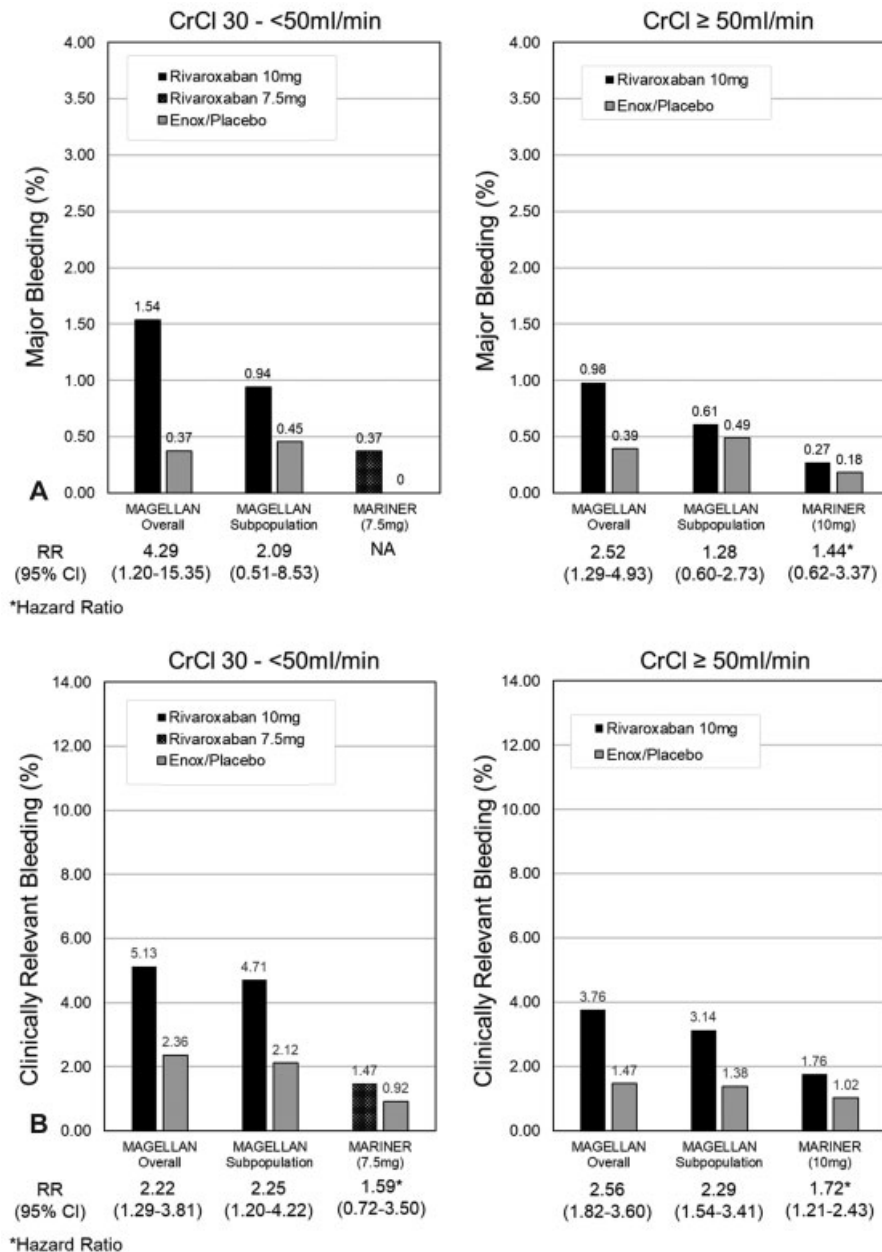 CrCl 30 - <50ml/min
Major Bleeding (%)
4.00
3.50
3.00
2.50
2.00
1.50
1.00
0.50
0.00
Rivaroxaban 10mg
Rivaroxaban 7.5mg
Enox/Placebo
1.54
0.37
0.94
0.45
0.37
0
A
MAGELLAN MAGELLAN MARINER
Overall Subpopulation (7.5mg)
RR 4.29 2.09 NA
(95% CI) (1.20-15.35) (0.51-8.53)
*Hazard Ratio
CrCl ≥ 50ml/min
Major Bleeding (%)
4.00
3.50
3.00
2.50
2.00
1.50
1.00
0.50
0.00
Rivaroxaban 10mg
Enox/Placebo
0.98
0.39
0.61
0.49
0.27
0.18
MAGELLAN MAGELLAN MARINER
Overall Subpopulation (10mg)
2.52 1.28 1.44*
(1.29-4.93) (0.60-2.73) (0.62-3.37)
CrCl 30 - <50ml/min
Clinically Relevant Bleeding (%)
14.00
12.00
10.00
8.00
6.00
4.00
2.00
0.00
Rivaroxaban 10mg
Rivaroxaban 7.5mg
Enox/Placebo
5.13
2.36
4.71
2.12
1.47
0.92
B
MAGELLAN MAGELLAN MARINER
Overall Subpopulation (7.5mg)
RR 2.22 2.25 1.59*
(95% CI) (1.29-3.81) (1.20-4.22) (0.72-3.50)
*Hazard Ratio
CrCl ≥ 50ml/min
Clinically Relevant Bleeding (%)
14.00
12.00
10.00
8.00
6.00
4.00
2.00
0.00
Rivaroxaban 10mg
Enox/Placebo
3.76
1.47
3.14
1.38
1.76
1.02
MAGELLAN MAGELLAN MARINER
Overall Subpopulation (10mg)
2.56 2.29 1.72*
(1.82-3.60) (1.54-3.41) (1.21-2.43)